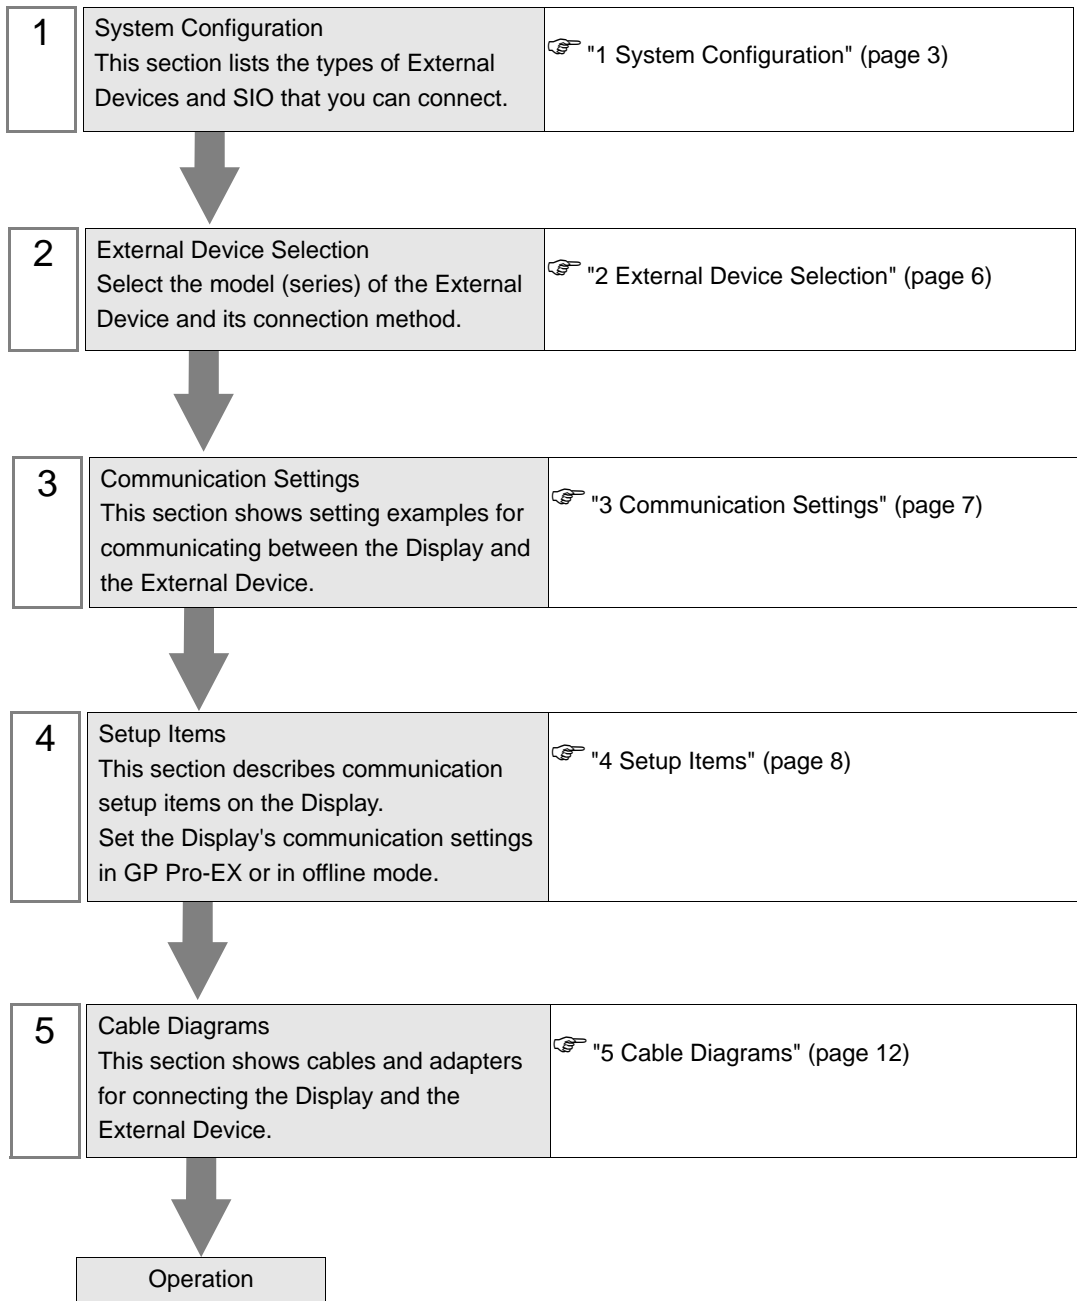 1
System Configuration
This section lists the types of External
Devices and SIO that you can connect.
"1 System Configuration" (page 3)
2
External Device Selection
Select the model (series) of the External
Device and its connection method.
"2 External Device Selection" (page 6)
3
Communication Settings
This section shows setting examples for
communicating between the Display and
the External Device.
"3 Communication Settings" (page 7)
4
Setup Items
This section describes communication
setup items on the Display.
Set the Display's communication settings
in GP Pro-EX or in offline mode.
"4 Setup Items" (page 8)
5
Cable Diagrams
This section shows cables and adapters
for connecting the Display and the
External Device.
"5 Cable Diagrams" (page 12)
Operation